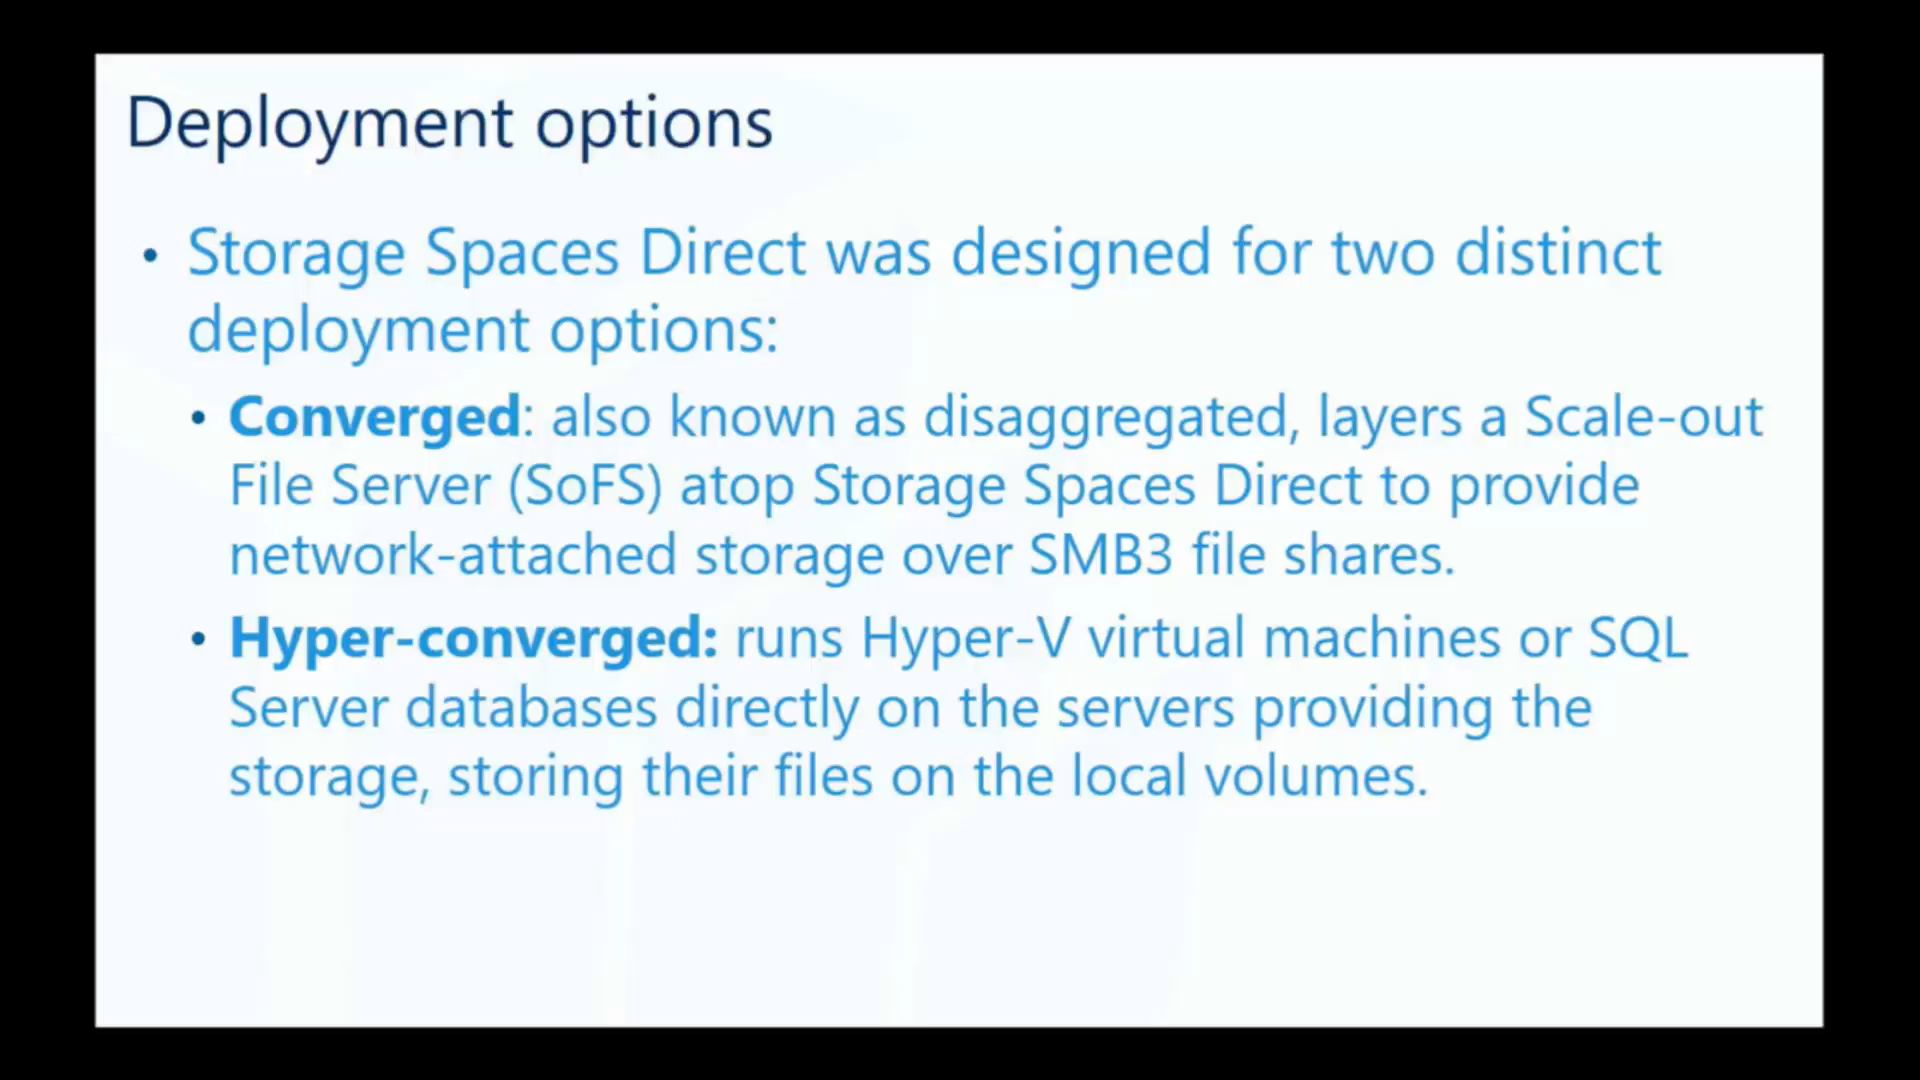 Deployment options
• Storage Spaces Direct was designed for two distinct
deployment options:
• Converged: also known as disaggregated, layers a Scale-out
File Server (SoFS) atop Storage Spaces Direct to provide
network-attached storage over SMB3 file shares.
• Hyper-converged: runs Hyper-V virtual machines or SQL
Server databases directly on the servers providing the
storage, storing their files on the local volumes.